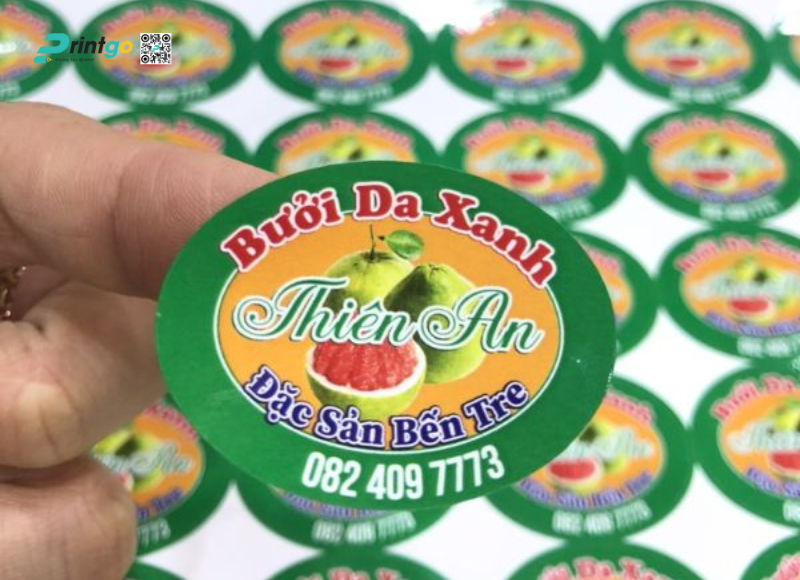 Printgo
Bưởi Da Xanh
Thiên An
Đặc Sản Bến Tre
082 409 7773